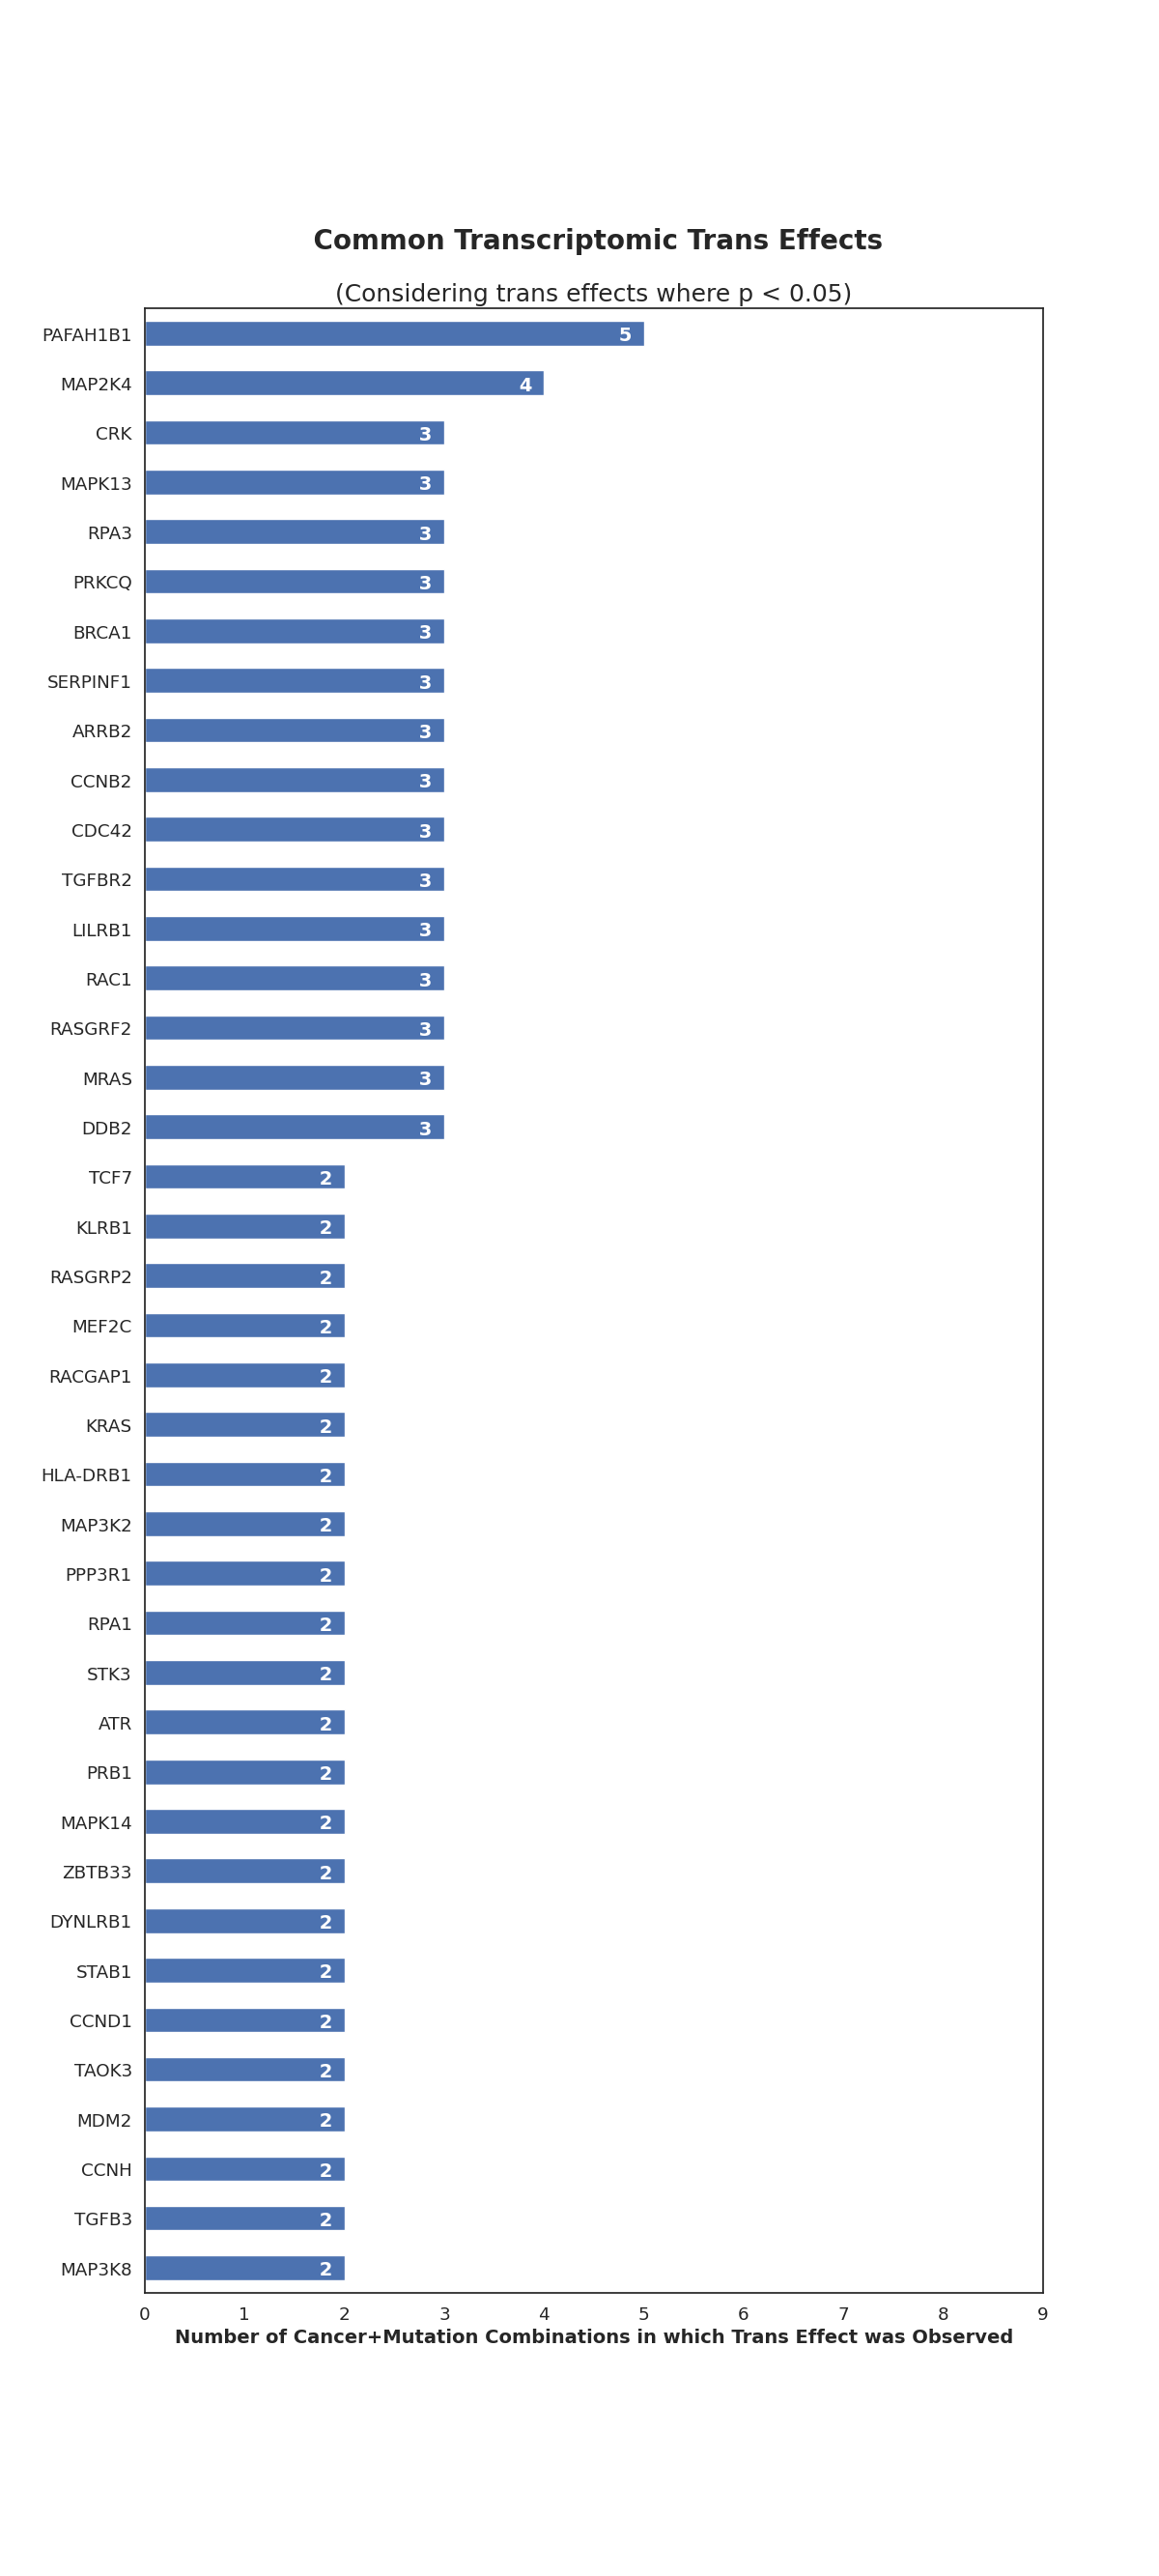 Common Transcriptomic Trans Effects
(Considering trans effects where p < 0.05)
PAFAH1B1 5
MAP2K4 4
CRK 3
MAPK13 3
RPA3 3
PRKCQ 3
BRCA1 3
SERPINF1 3
ARRB2 3
CCNB2 3
CDC42 3
TGFBR2 3
LILRB1 3
RAC1 3
RASGRF2 3
MRAS 3
DDB2 3
TCF7 2
KLRB1 2
RASGRP2 2
MEF2C 2
RACGAP1 2
KRAS 2
HLA-DRB1 2
MAP3K2 2
PPP3R1 2
RPA1 2
STK3 2
ATR 2
PRB1 2
MAPK14 2
ZBTB33 2
DYNLRB1 2
STAB1 2
CCND1 2
TAOK3 2
MDM2 2
CCNH 2
TGFB3 2
MAP3K8 2
0 1 2 3 4 5 6 7 8 9
Number of Cancer+Mutation Combinations in which Trans Effect was Observed